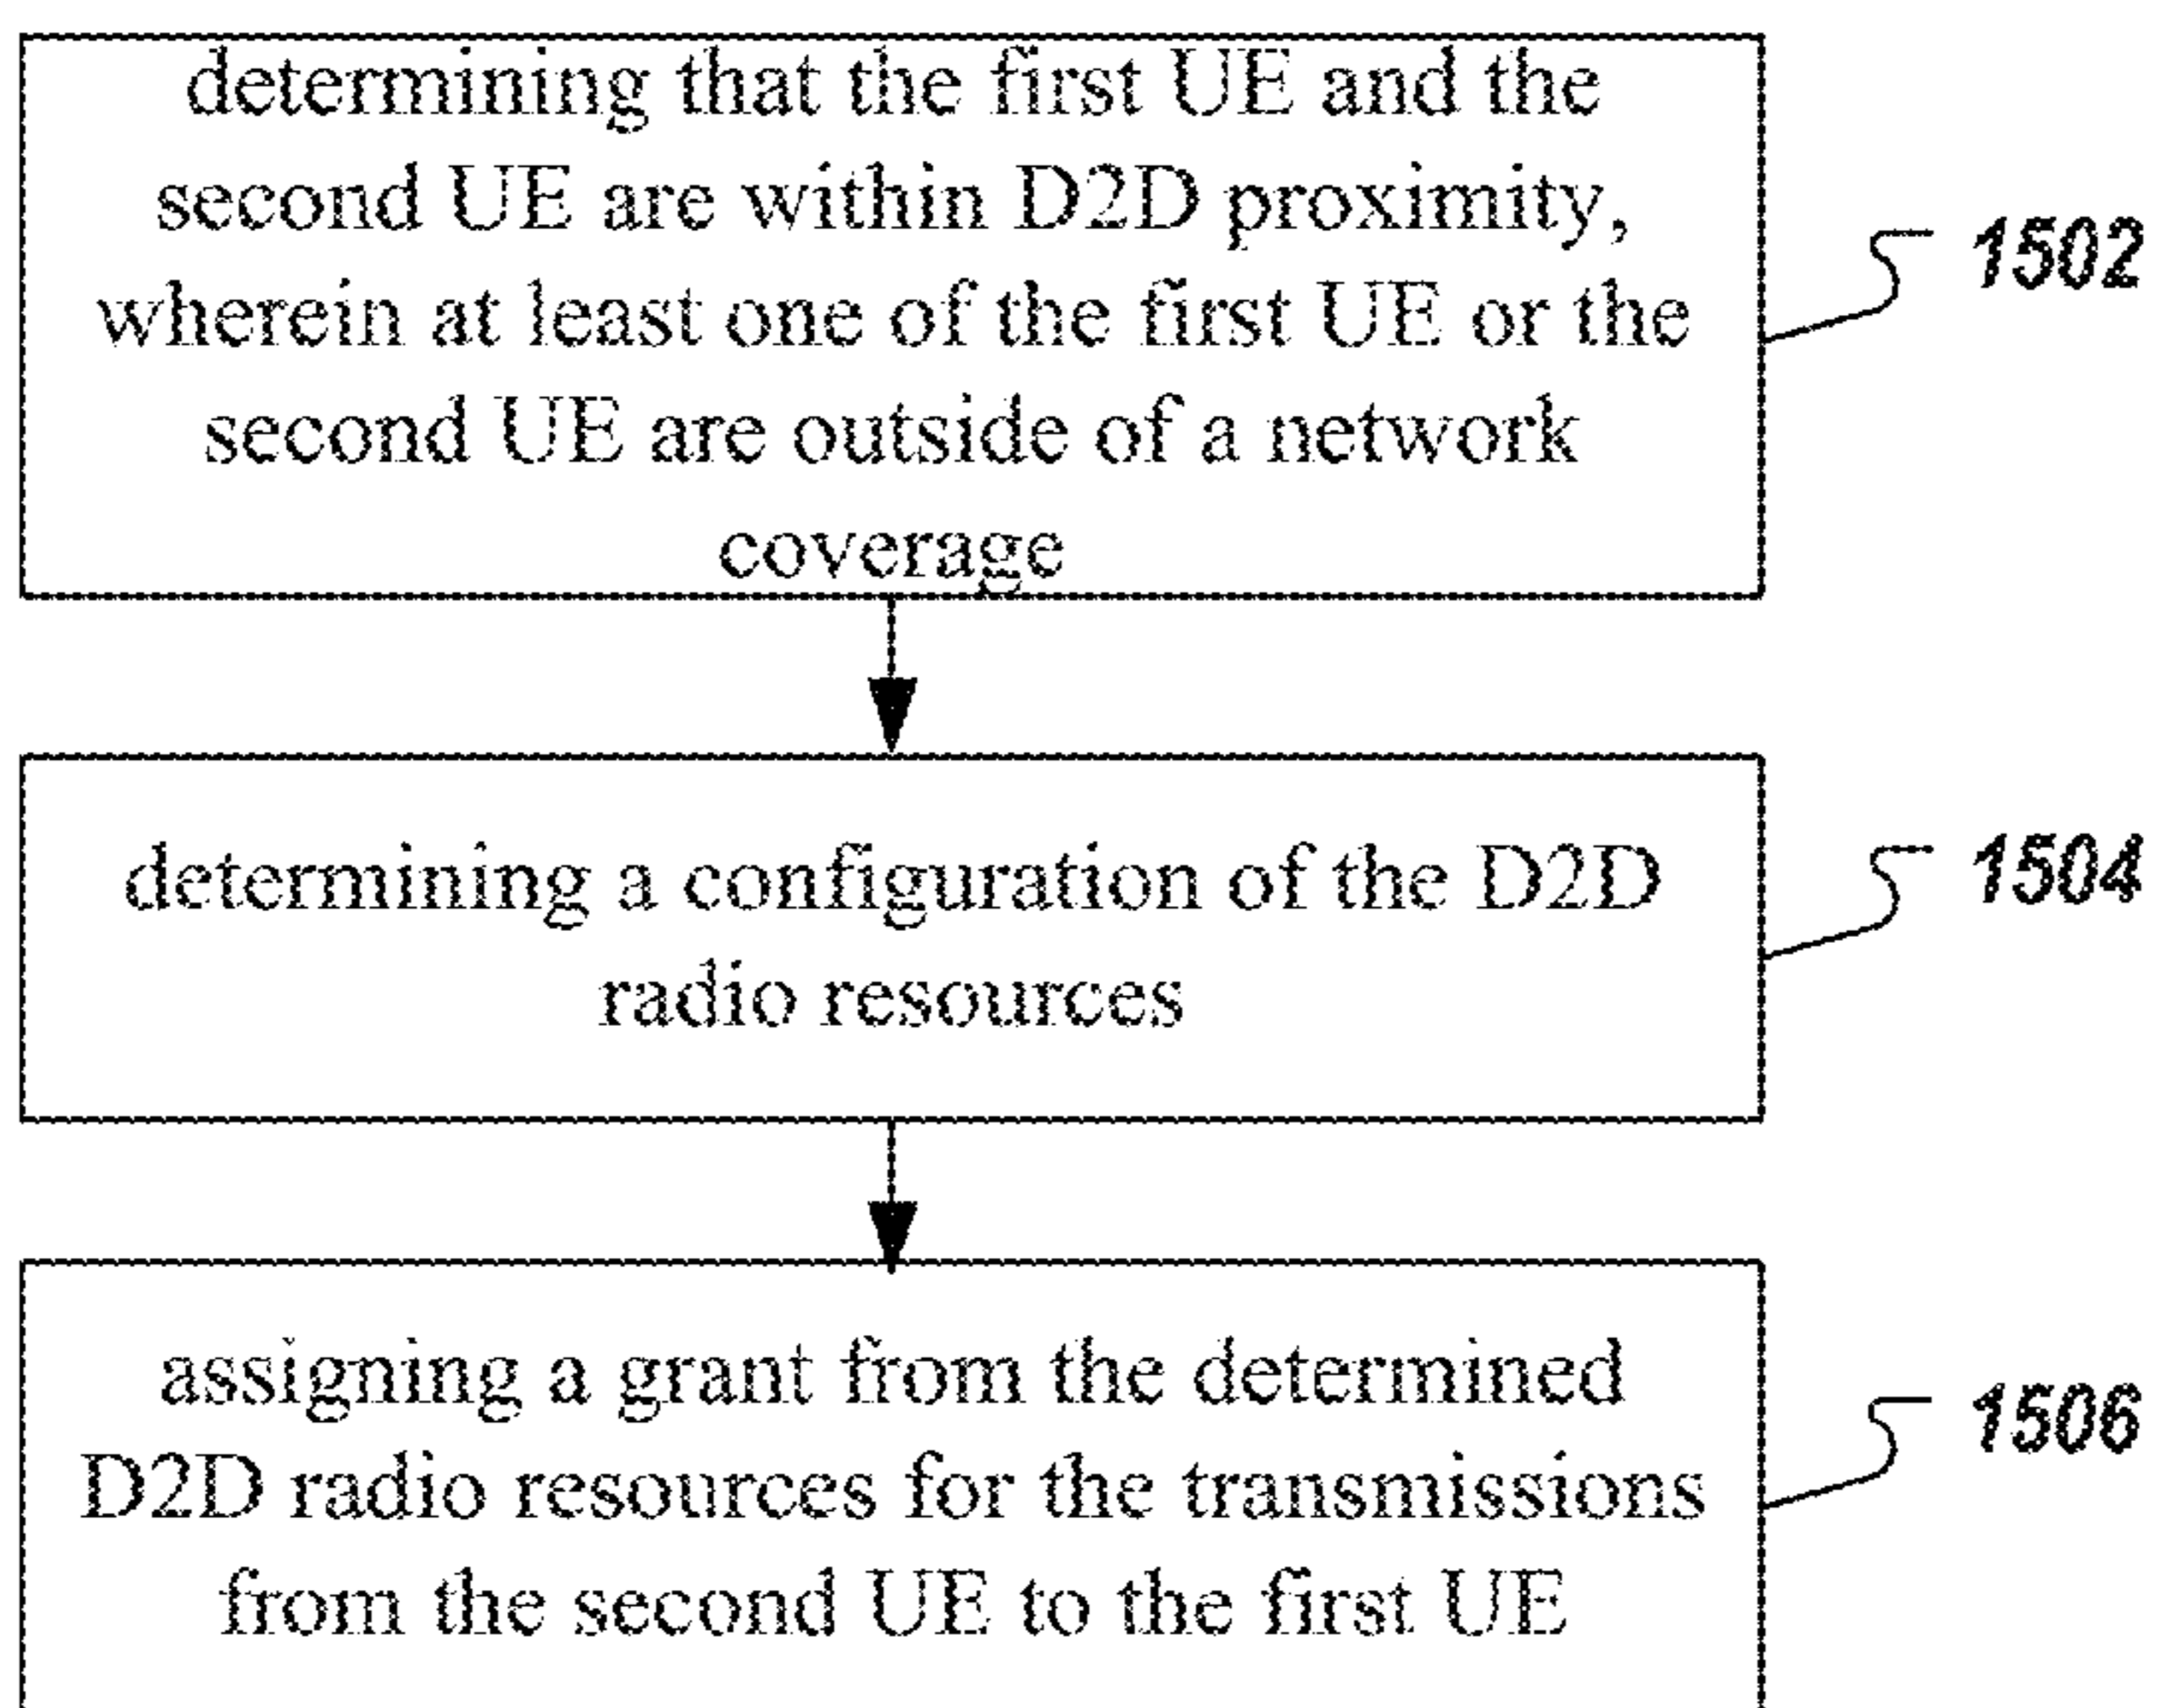 determining that the first UE and the
second UE are within D2D proximity,
wherein at least one of the first UE or the
second UE are outside of a network
coverage
1502
determining a configuration of the D2D
radio resources
1504
assigning a grant from the determined
D2D radio resources for the transmissions
from the second UE to the first UE
1506